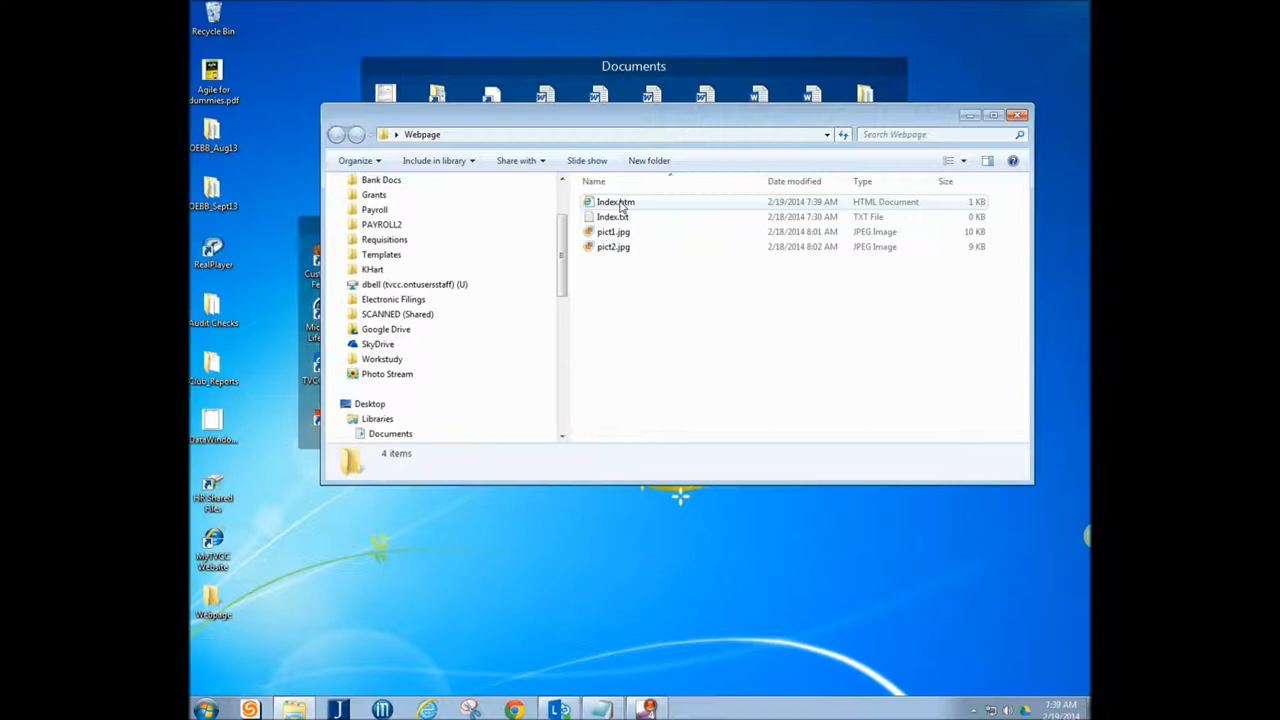 Recycle Bin
Agile for
dummies.pdf
OEBB_Aug13
OEBB_Sept13
RealPlayer
Audit Checks
Club_Reports
DataWindo...
HR Shared
Files
MyTVCC
Website
Webpage
Documents
Webpage
Search Webpage
Organize
Include in library
Share with
Slide show
New folder
Bank Docs
Grants
Payroll
PAYROLL2
Requisitions
Templates
KHart
dbell (tvcc.ontusersstaff) (U)
Electronic Filings
SCANNED (Shared)
Google Drive
SkyDrive
Workstudy
Photo Stream
Desktop
Libraries
Documents
Name Date modified Type Size
Index.htm 2/19/2014 7:39 AM HTML Document 1 KB
Index.txt 2/18/2014 7:30 AM TXT File 0 KB
pict1.jpg 2/18/2014 8:01 AM JPEG Image 10 KB
pict2.jpg 2/18/2014 8:02 AM JPEG Image 9 KB
4 items
7:39 AM
2/19/2014